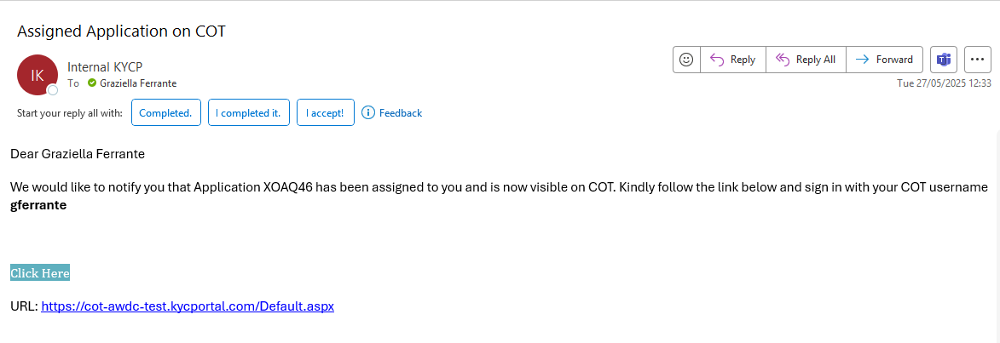 Assigned Application on COT
IK
Internal KYCP
To Graziella Ferrante
Reply
Reply All
Forward
Tue 27/05/2025 12:33
Start your reply all with:
Completed.
I completed it.
I accept!
Feedback
Dear Graziella Ferrante
We would like to notify you that Application XOAQ46 has been assigned to you and is now visible on COT. Kindly follow the link below and sign in with your COT username
gferrante
Click Here
URL: https://cot-awdc-test.kycportal.com/Default.aspx